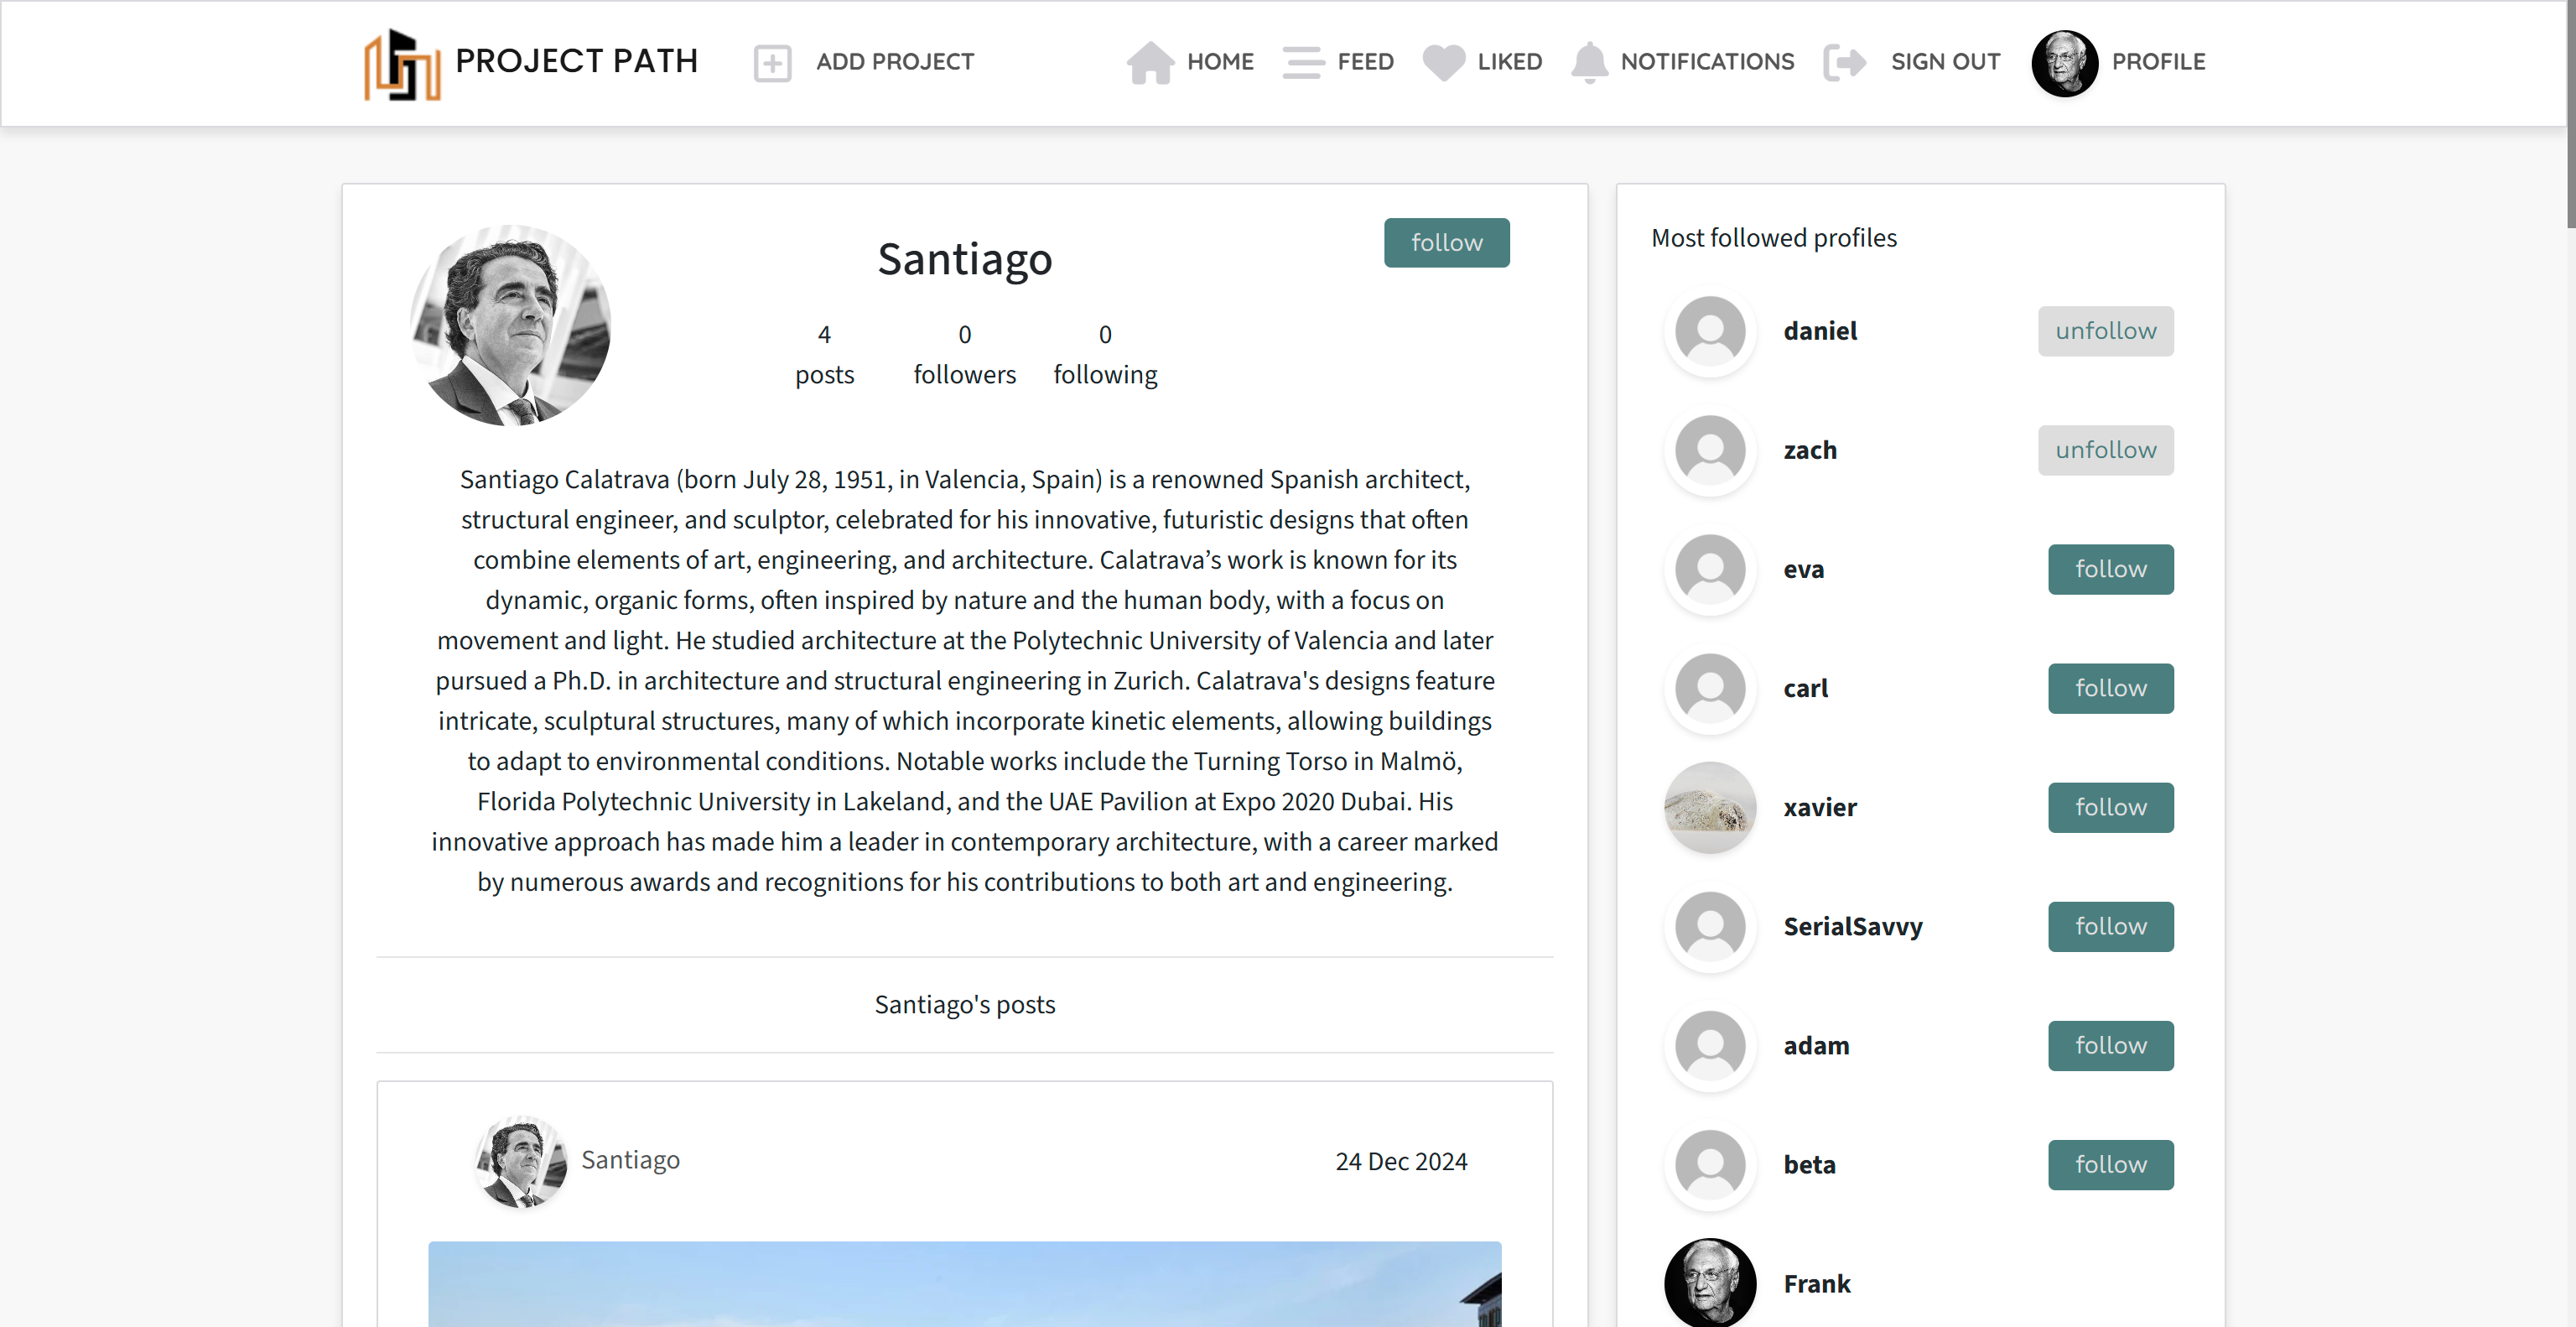 PROJECT PATH
ADD PROJECT
HOME
FEED
LIKED
NOTIFICATIONS
SIGN OUT
PROFILE
Santiago
follow
4
posts
0
followers
0
following
Santiago Calatrava (born July 28, 1951, in Valencia, Spain) is a renowned Spanish architect,
structural engineer, and sculptor, celebrated for his innovative, futuristic designs that often
combine elements of art, engineering, and architecture. Calatrava’s work is known for its
dynamic, organic forms, often inspired by nature and the human body, with a focus on
movement and light. He studied architecture at the Polytechnic University of Valencia and later
pursued a Ph.D. in architecture and structural engineering in Zurich. Calatrava's designs feature
intricate, sculptural structures, many of which incorporate kinetic elements, allowing buildings
to adapt to environmental conditions. Notable works include the Turning Torso in Malmö,
Florida Polytechnic University in Lakeland, and the UAE Pavilion at Expo 2020 Dubai. His
innovative approach has made him a leader in contemporary architecture, with a career marked
by numerous awards and recognitions for his contributions to both art and engineering.
Santiago's posts
Santiago
24 Dec 2024
Most followed profiles
daniel
unfollow
zach
unfollow
eva
follow
carl
follow
xavier
follow
SerialSavvy
follow
adam
follow
beta
follow
Frank